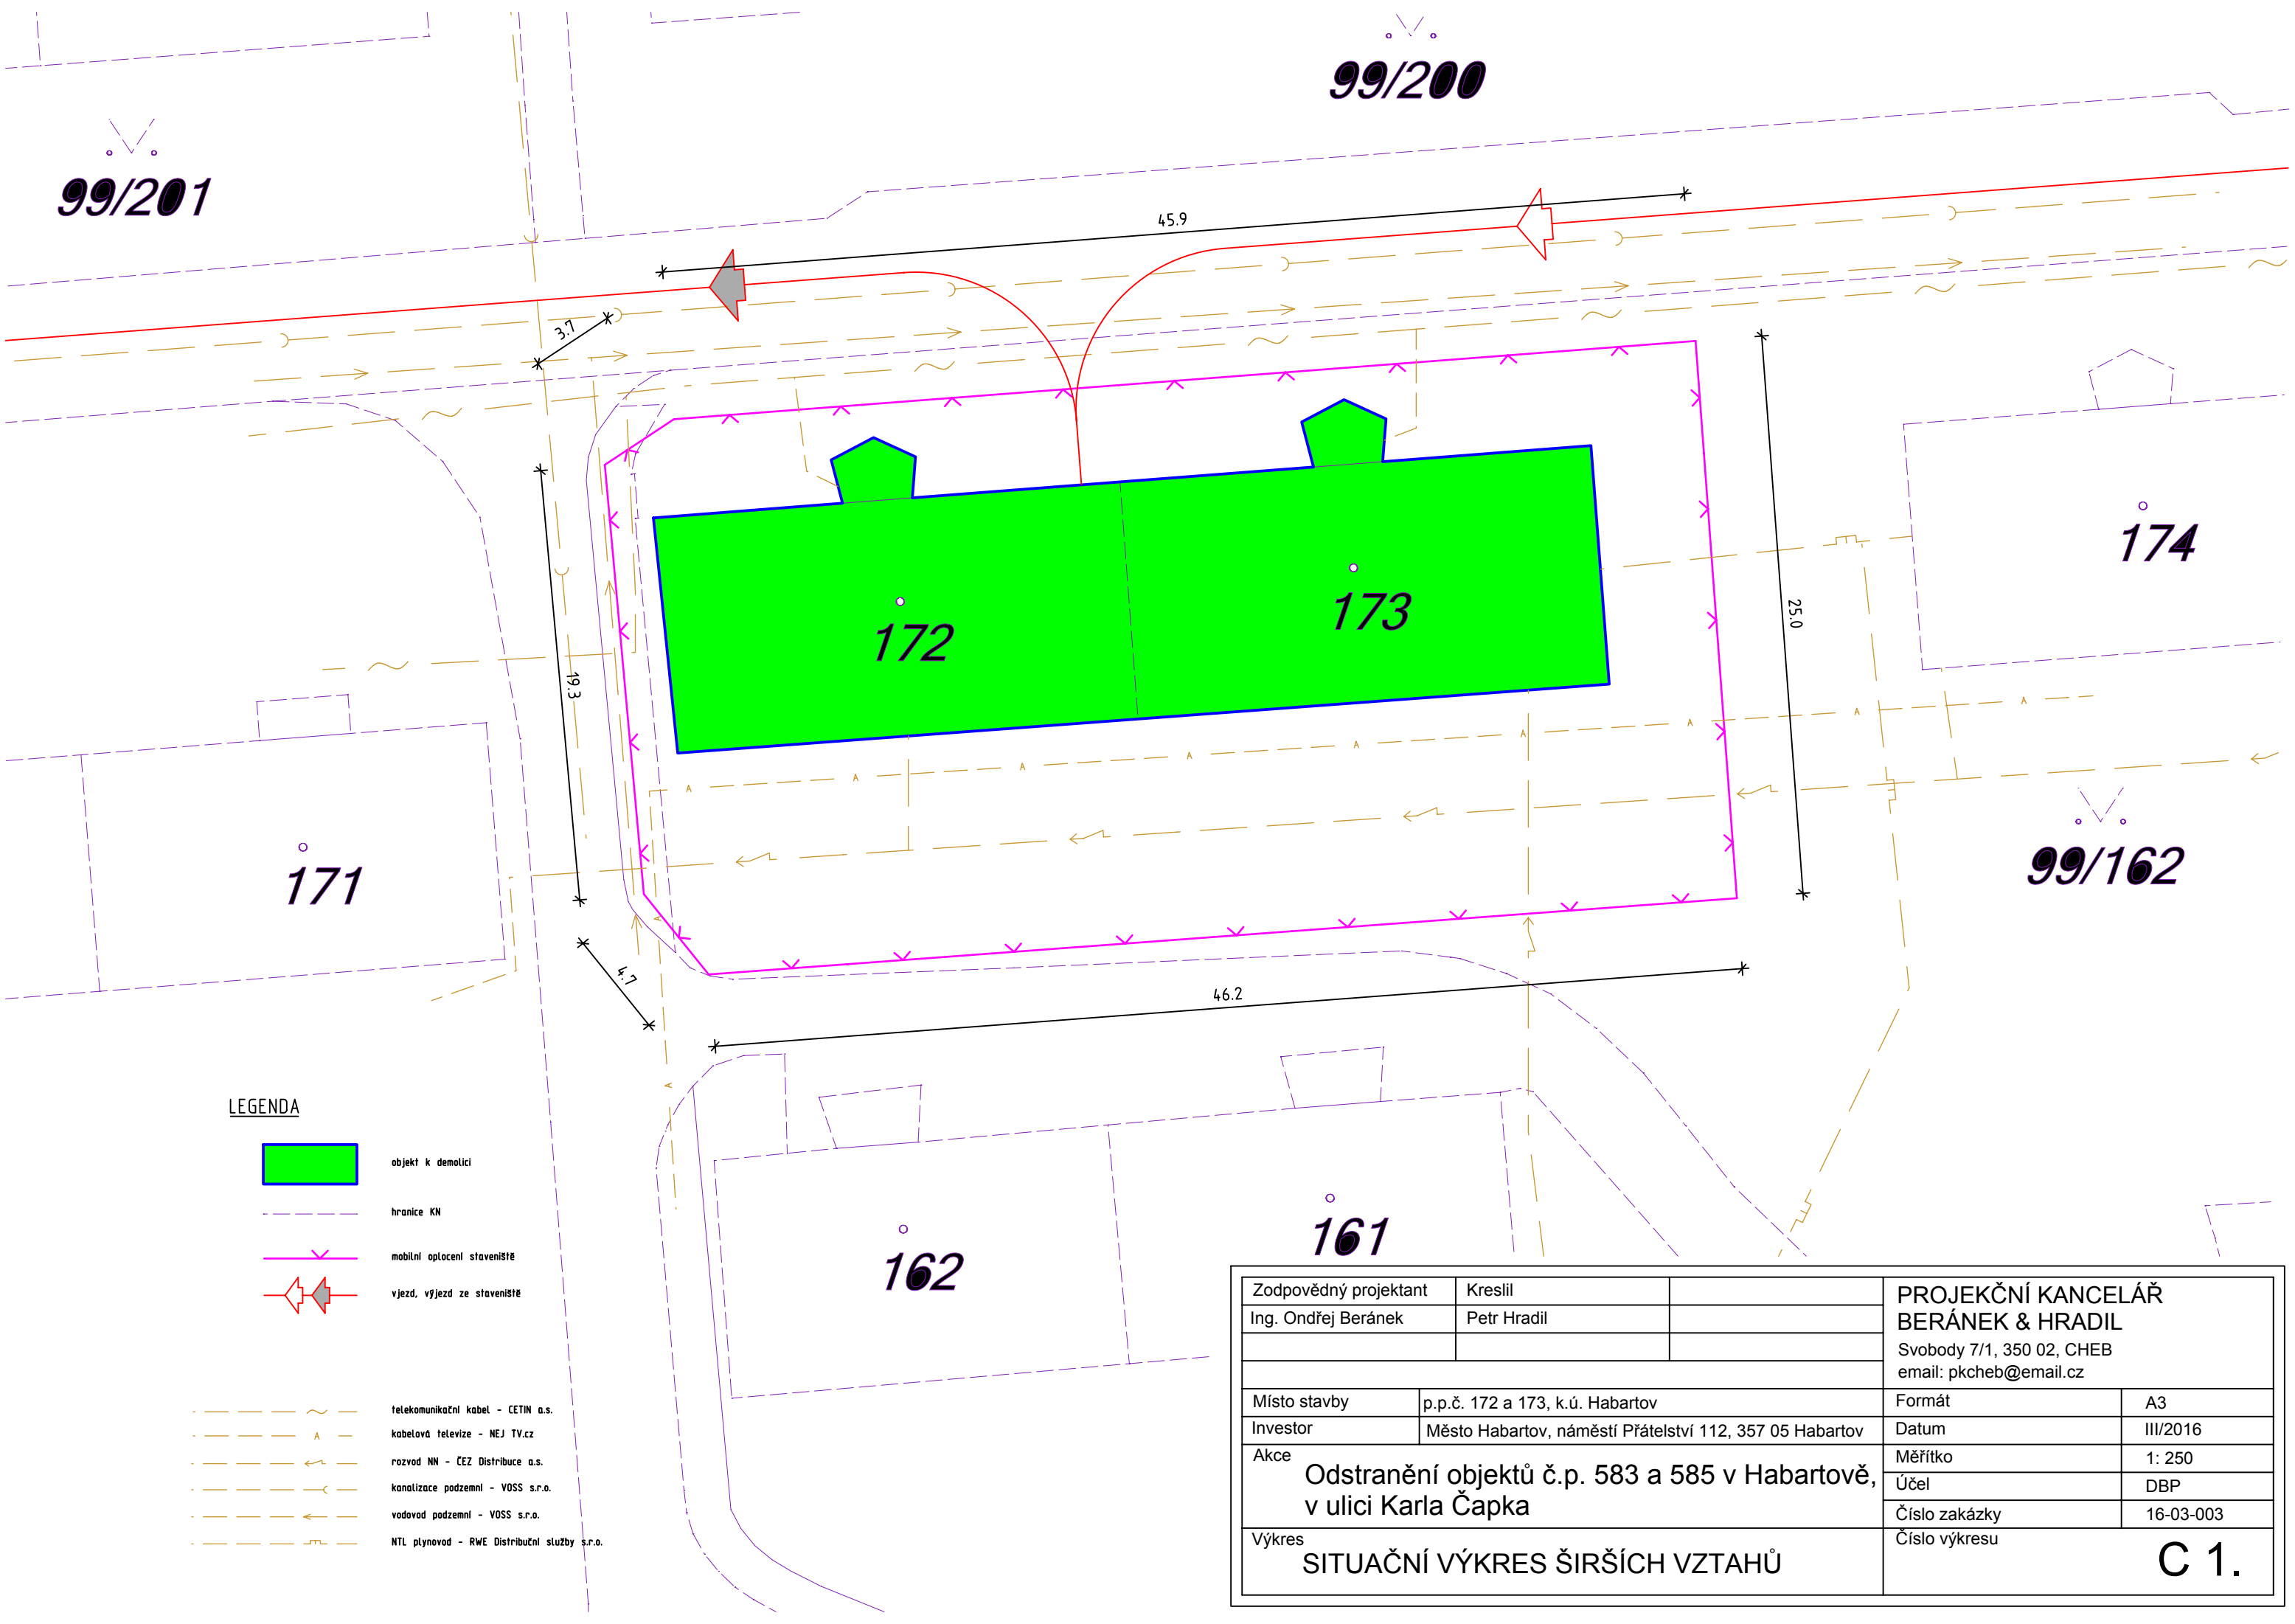 99/200
99/201
45.9
3.7
174
173
172
25.0
19.3
171
99/162
4.7
46.2
162
161
LEGENDA
objekt k demolici
hranice KN
mobilní oplocení staveniště
vjezd, výjezd ze staveniště
telekomunikační kabel - CETIN a.s.
kabelová televize - NEJ TV.cz
rozvod NN - ČEZ Distribuce a.s.
kanalizace podzemní - VOSS s.r.o.
vodovod podzemní - VOSS s.r.o.
NTL plynovod - RWE Distribuční služby s.r.o.
Zodpovědný projektant Kreslil
Ing. Ondřej Beránek Petr Hradil
PROJEKČNÍ KANCELÁŘ
BERÁNEK & HRADIL
Svobody 7/1, 350 02, CHEB
email: pkcheb@email.cz
Místo stavby p.p.č. 172 a 173, k.ú. Habartov
Investor Město Habartov, náměstí Přátelství 112, 357 05 Habartov
Akce
Odstranění objektů č.p. 583 a 585 v Habartově,
v ulici Karla Čapka
Výkres
SITUAČNÍ VÝKRES ŠIRŠÍCH VZTAHŮ
Formát A3
Datum III/2016
Měřítko 1: 250
Účel DBP
Číslo zakázky 16-03-003
Číslo výkresu
C 1.